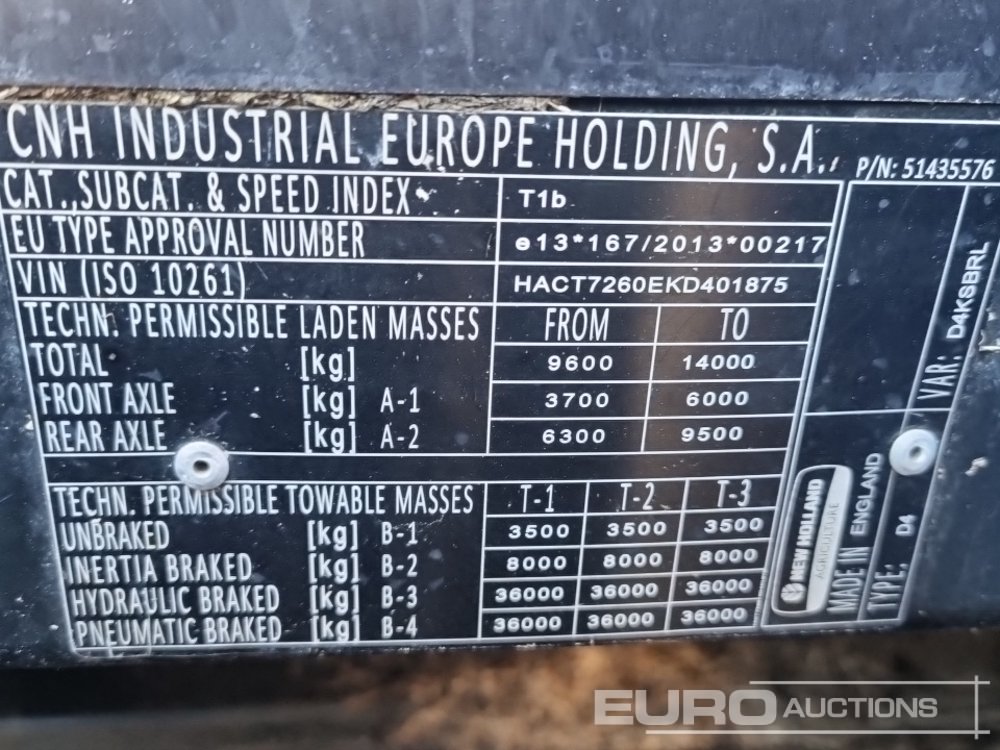 CNH INDUSTRIAL EUROPE HOLDING, S.A., P/N: 51435576
CAT.,SUBCAT. & SPEED INDEX T1b
EU TYPE APPROVAL NUMBER e13*167/2013*00217
VIN (ISO 10261) HACT7260EKD401875
TECHN. PERMISSIBLE LADEN MASSES FROM TO
TOTAL [kg] 9600 14000
FRONT AXLE [kg] A-1 3700 6000
REAR AXLE [kg] A-2 6300 9500
TECHN. PERMISSIBLE TOWABLE MASSES T-1 T-2 T-3
UNBRAKED [kg] B-1 3500 3500 3500
INERTIA BRAKED [kg] B-2 8000 8000 8000
HYDRAULIC BRAKED [kg] B-3 36000 36000 36000
PNEUMATIC BRAKED [kg] B-4 36000 36000 36000
NEW HOLLAND
AGRICULTURE
MADE IN ENGLAND
TYPE: D4
VAR: D4KSBRL
EURO AUCTIONS